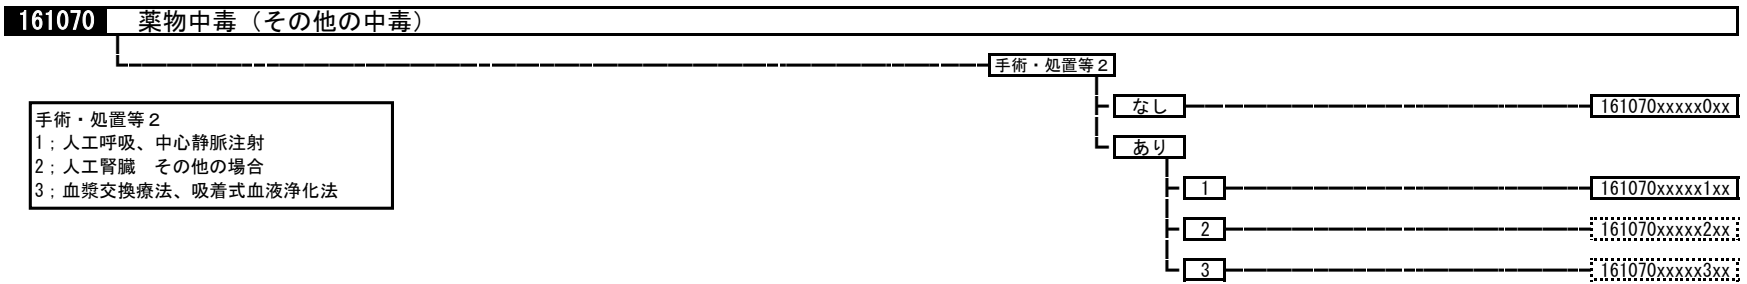 161070 薬物中毒（その他の中毒）
手術・処置等２
なし 161070xxxxx0xx
手術・処置等２
1；人工呼吸、中心静脈注射
2；人工腎臓　その他の場合
3；血漿交換療法、吸着式血液浄化法
あり
1 161070xxxxx1xx
2 161070xxxxx2xx
3 161070xxxxx3xx